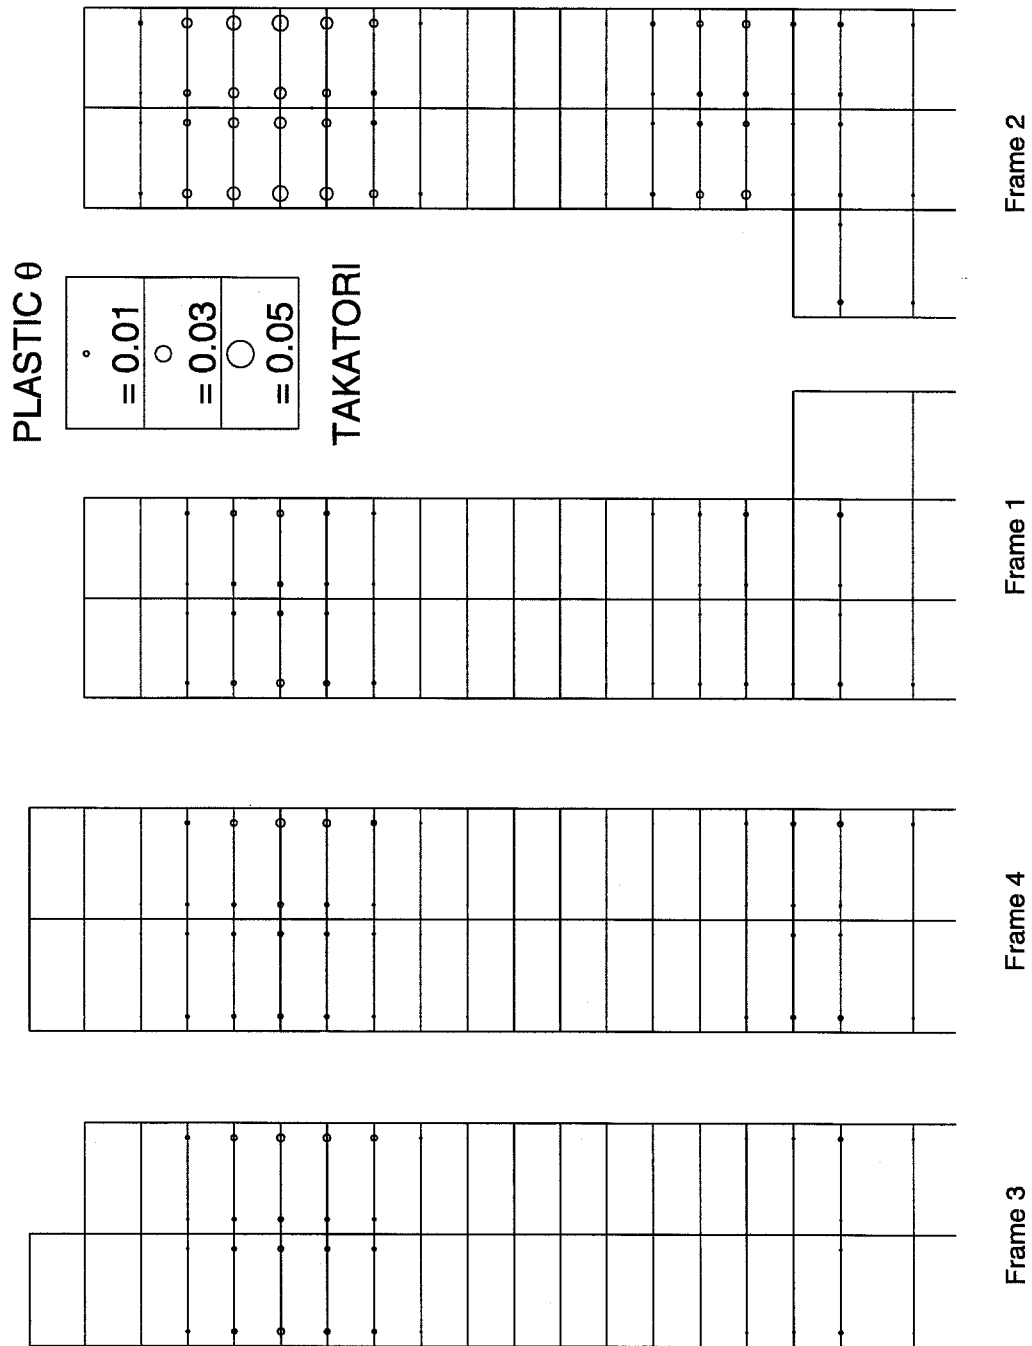 PLASTIC θ
= 0.01
= 0.03
= 0.05
TAKATORI
Frame 3
Frame 4
Frame 1
Frame 2